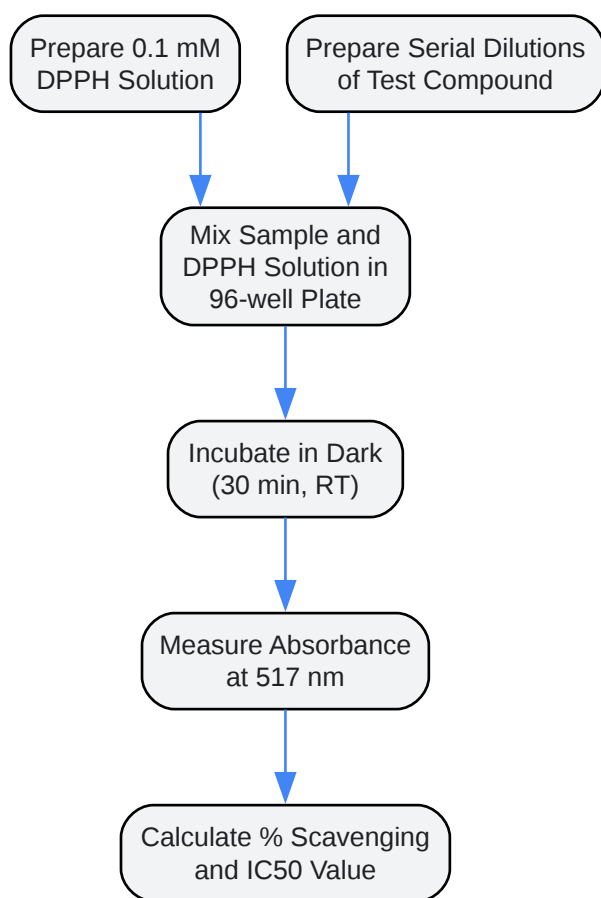 Prepare 0.1 mM
DPPH Solution
Prepare Serial Dilutions
of Test Compound
Mix Sample and
DPPH Solution in
96-well Plate
Incubate in Dark
(30 min, RT)
Measure Absorbance
at 517 nm
Calculate % Scavenging
and IC50 Value